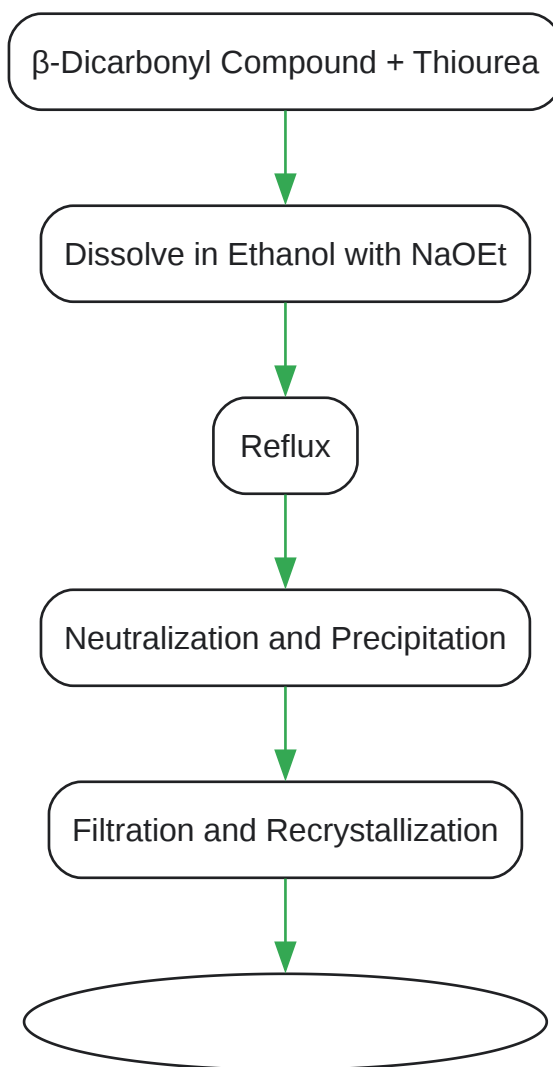 β-Dicarbonyl Compound + Thiourea
Dissolve in Ethanol with NaOEt
Reflux
Neutralization and Precipitation
Filtration and Recrystallization